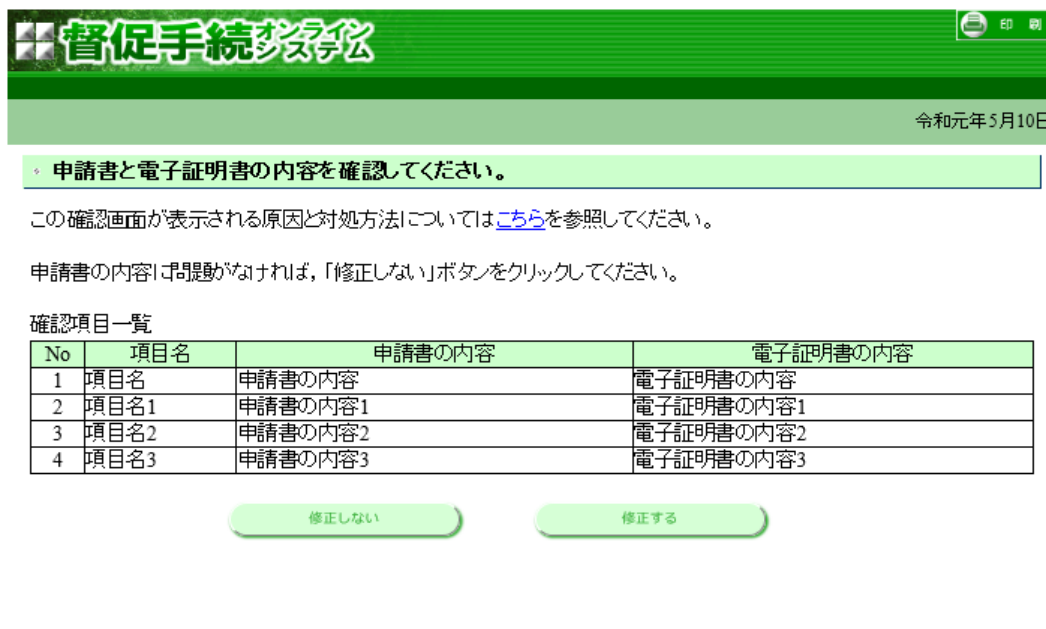 督促手続オンラインシステム
印 刷
令和元年5月10日
申請書と電子証明書の内容を確認してください。
この確認画面が表示される原因と対処方法についてはこちらを参照してください。
申請書の内容に問題がなければ，「修正しない」ボタンをクリックしてください。
確認項目一覧
No 項目名 申請書の内容 電子証明書の内容
1 項目名 申請書の内容 電子証明書の内容
2 項目名1 申請書の内容1 電子証明書の内容1
3 項目名2 申請書の内容2 電子証明書の内容2
4 項目名3 申請書の内容3 電子証明書の内容3
修正しない 修正する